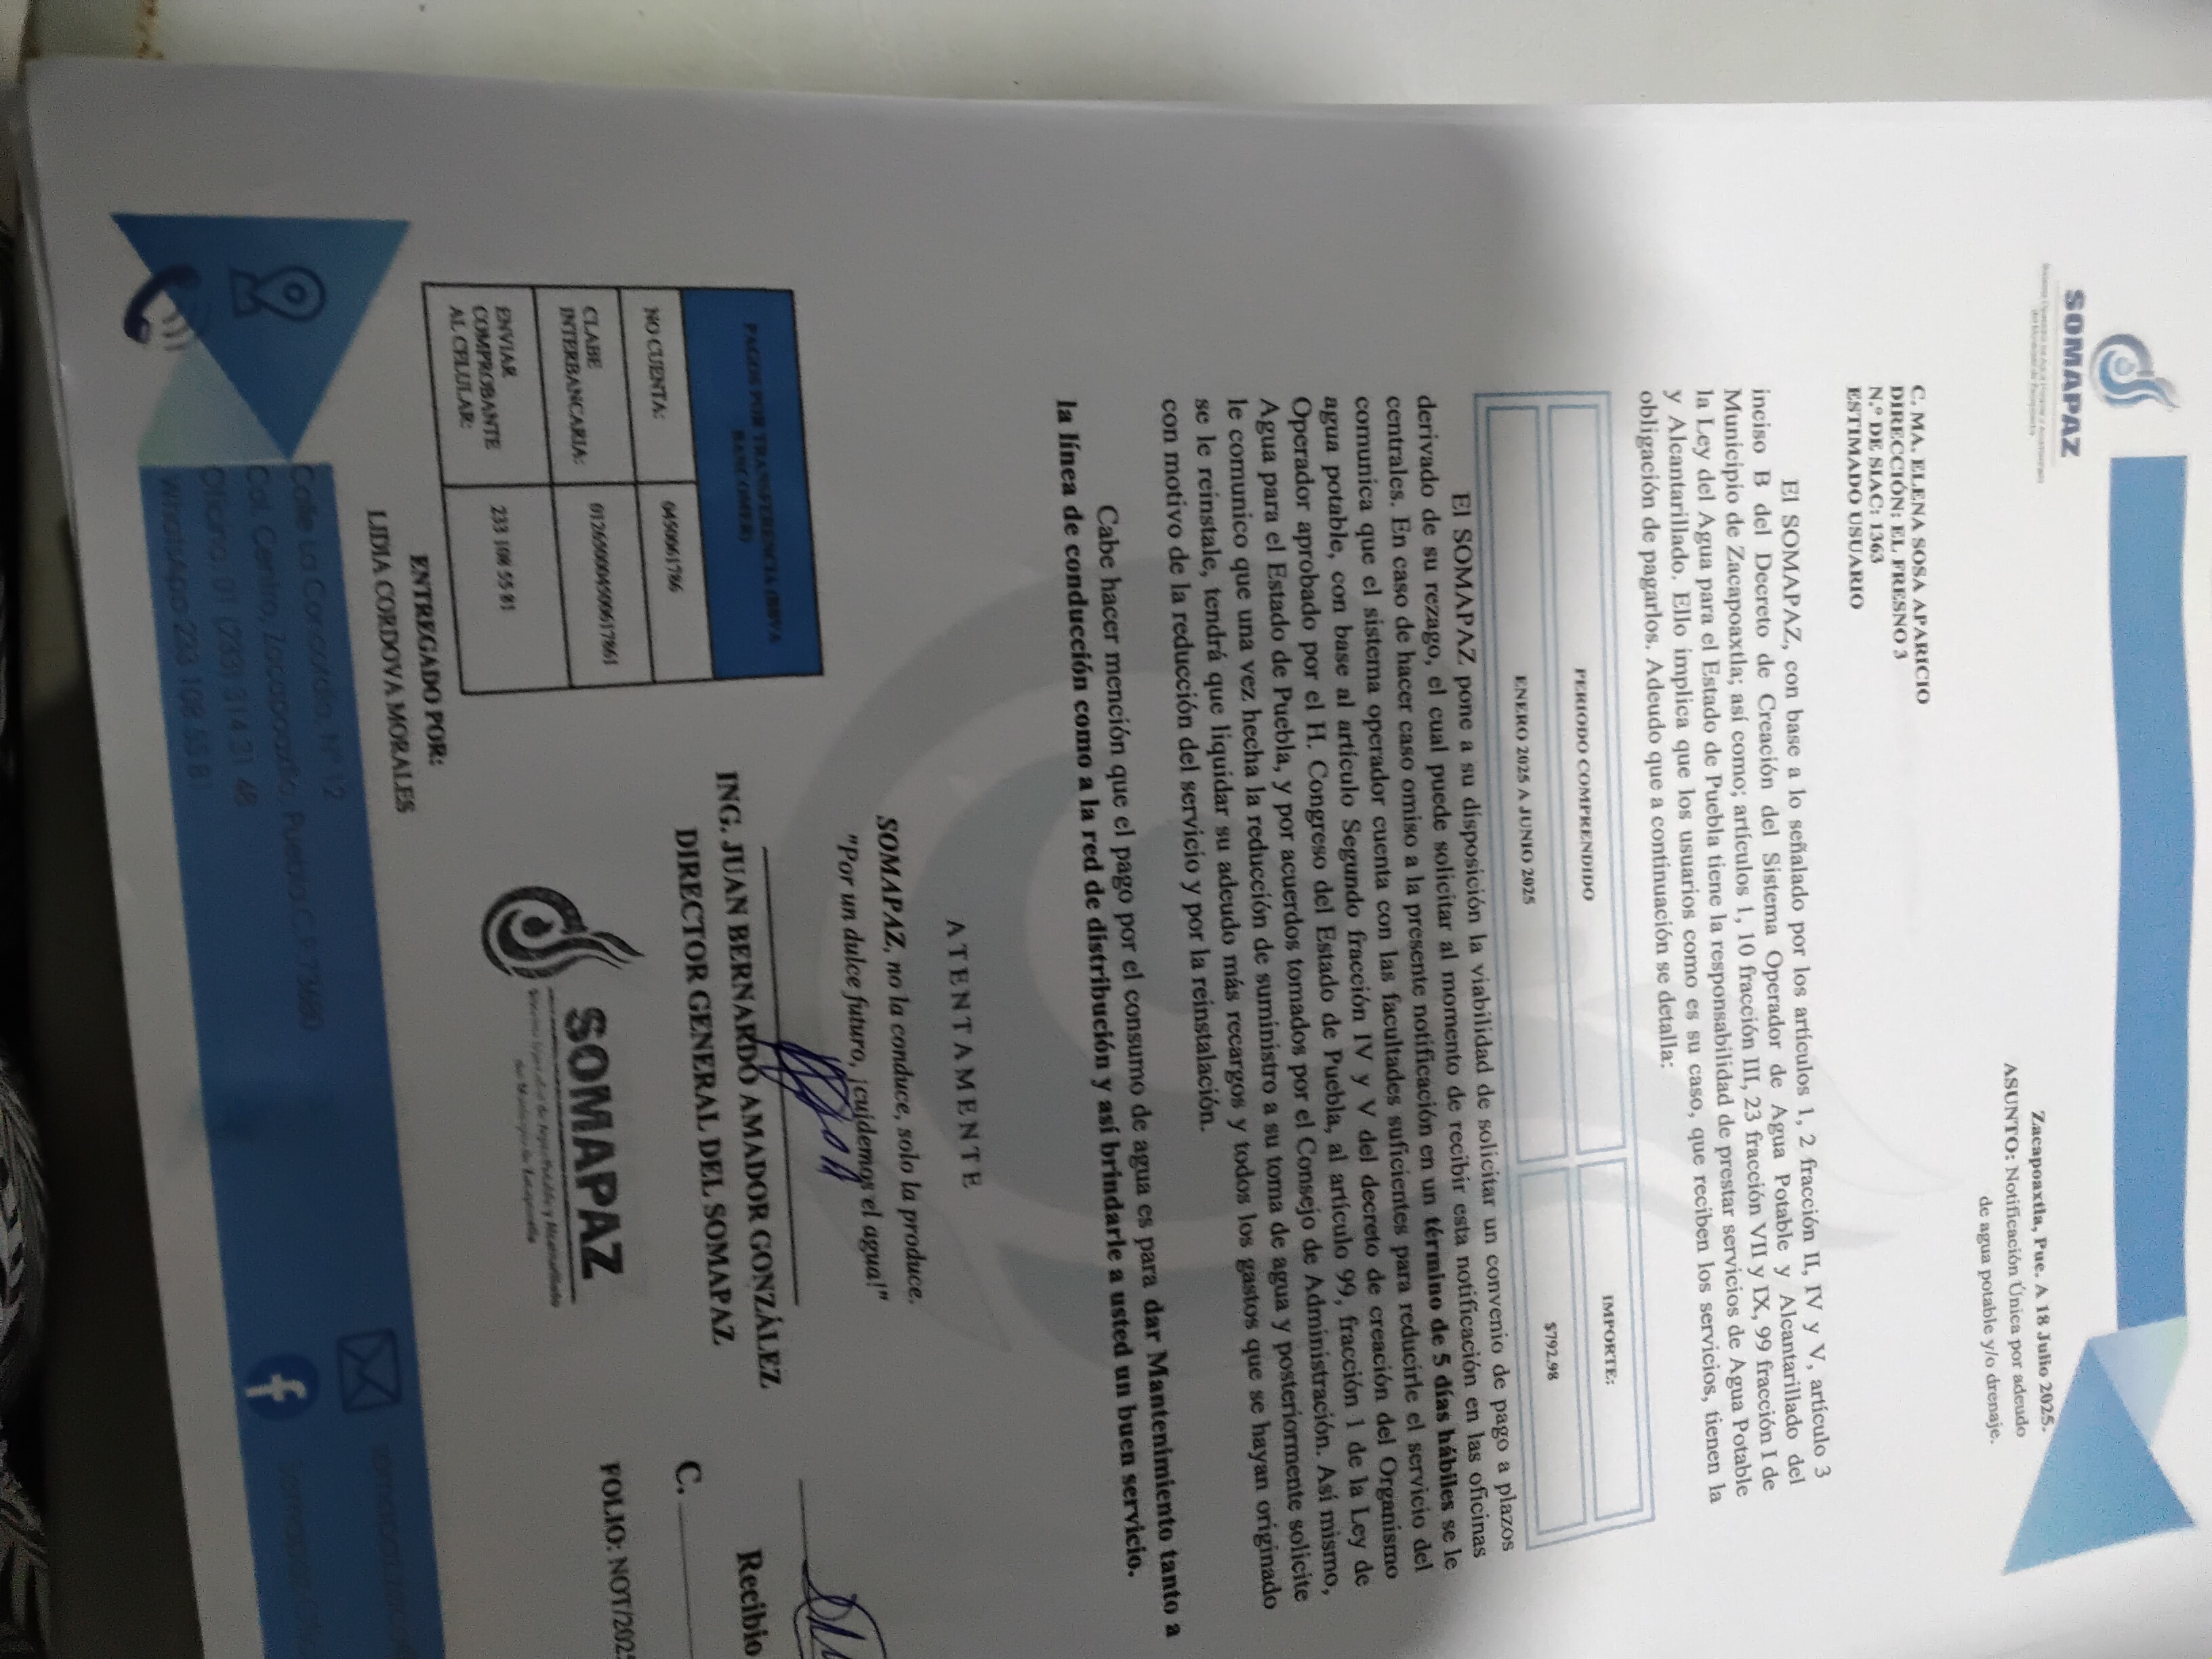 SOMAPAZ
Sistema Operador de Agua Potable y Alcantarillado
del Municipio de Zacapoaxtla
Zacapoaxtla, Pue. A 18 Julio 2025.
ASUNTO: Notificación Única por adeudo
de agua potable y/o drenaje.
C. MA. ELENA SOSA APARICIO
DIRECCIÓN: EL FRESNO 3
N.º DE SIAC: 1363
ESTIMADO USUARIO
El SOMAPAZ, con base a lo señalado por los artículos 1, 2 fracción II, IV y V, artículo 3
inciso B del Decreto de Creación del Sistema Operador de Agua Potable y Alcantarillado del
Municipio de Zacapoaxtla; así como; artículos 1, 10 fracción III, 23 fracción VII y IX, 99 fracción I de
la Ley del Agua para el Estado de Puebla tiene la responsabilidad de prestar servicios de Agua Potable
y Alcantarillado. Ello implica que los usuarios como es su caso, que reciben los servicios, tienen la
obligación de pagarlos. Adeudo que a continuación se detalla:
PERIODO COMPRENDIDO
IMPORTE:
ENERO 2025 A JUNIO 2025
$792.98
El SOMAPAZ pone a su disposición la viabilidad de solicitar un convenio de pago a plazos
derivado de su rezago, el cual puede solicitar al momento de recibir esta notificación en las oficinas
centrales. En caso de hacer caso omiso a la presente notificación en un término de 5 días hábiles se le
comunica que el sistema operador cuenta con las facultades suficientes para reducirle el servicio del
agua potable, con base al artículo Segundo fracción IV y V del decreto de creación del Organismo
Operador aprobado por el H. Congreso del Estado de Puebla, al artículo 99, fracción 1 de la Ley de
Agua para el Estado de Puebla, y por acuerdos tomados por el Consejo de Administración. Así mismo,
le comunico que una vez hecha la reducción de suministro a su toma de agua y posteriormente solicite
se le reinstale, tendrá que liquidar su adeudo más recargos y todos los gastos que se hayan originado
con motivo de la reducción del servicio y por la reinstalación.
Cabe hacer mención que el pago por el consumo de agua es para dar Mantenimiento tanto a
la línea de conducción como a la red de distribución y así brindarle a usted un buen servicio.
ATENTAMENTE
SOMAPAZ, no la conduce, solo la produce.
"Por un dulce futuro, ¡cuidemos el agua!"
ING. JUAN BERNARDO AMADOR GONZÁLEZ
DIRECTOR GENERAL DEL SOMAPAZ
Recibio
C.
FOLIO: NOT/2025
PAGOS POR TRANSFERENCIA (BBVA
BANCOMER)
NO CUENTA:
0450061786
CLABE
INTERBANCARIA:
012650004500617861
ENVIAR
COMPROBANTE
AL CELULAR:
233 108 55 81
SOMAPAZ
Sistema Operador de Agua Potable y Alcantarillado
del Municipio de Zacapoaxtla
ENTREGADO POR:
LIDIA CORDOVA MORALES
Calle La Concordia, Nº 12
Col. Centro, Zacapoaxtla, Puebla C.P 73680
Oficina. 01 (233) 314 31 48
WhatsApp 233 108 55 81